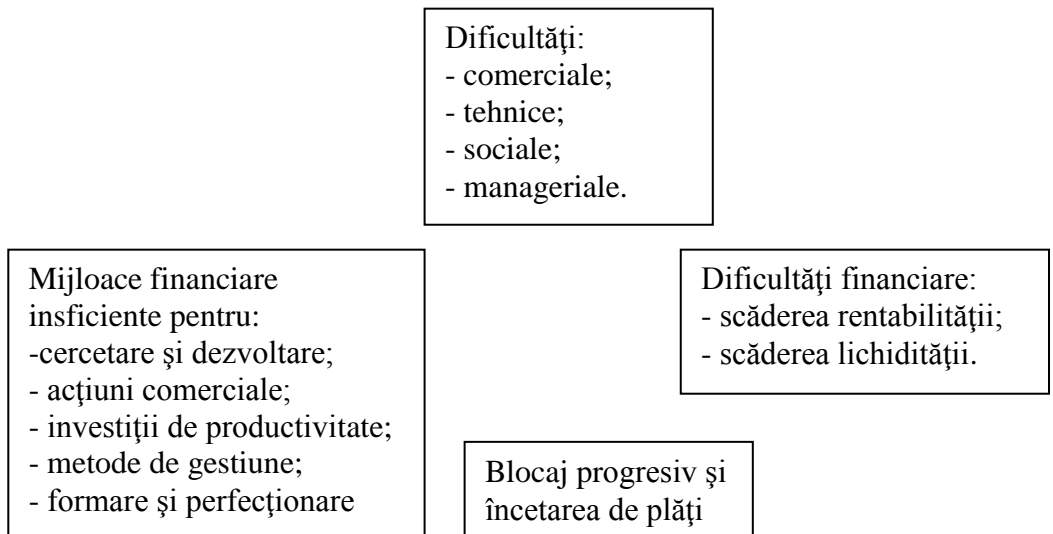 Dificultăţi:
- comerciale;
- tehnice;
- sociale;
- manageriale.
Mijloace financiare
insficiente pentru:
-cercetare şi dezvoltare;
- acţiuni comerciale;
- investiţii de productivitate;
- metode de gestiune;
- formare şi perfecţionare
Dificultăţi financiare:
- scăderea rentabilităţii;
- scăderea lichidităţii.
Blocaj progresiv şi
încetarea de plăţi